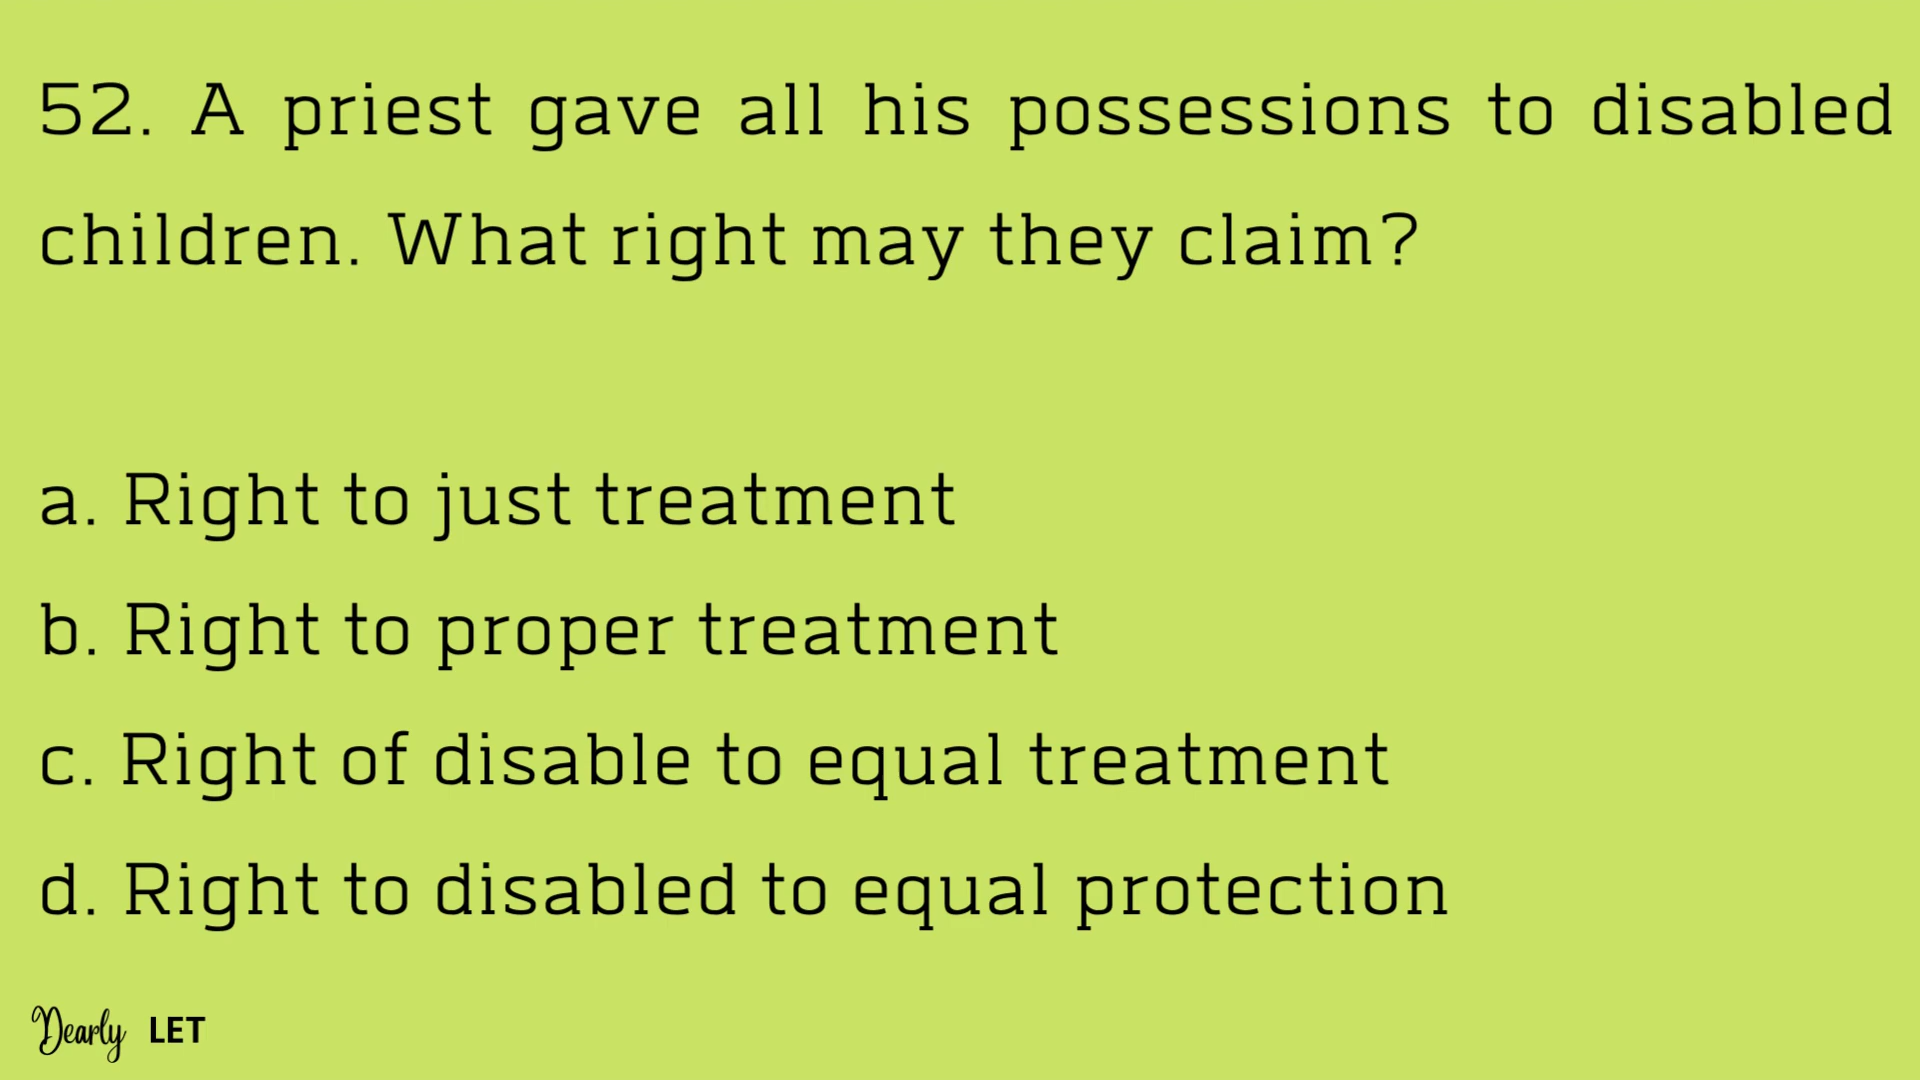 52. A priest gave all his possessions to disabled
children. What right may they claim?
a. Right to just treatment
b. Right to proper treatment
c. Right of disable to equal treatment
d. Right to disabled to equal protection
Dearly LET